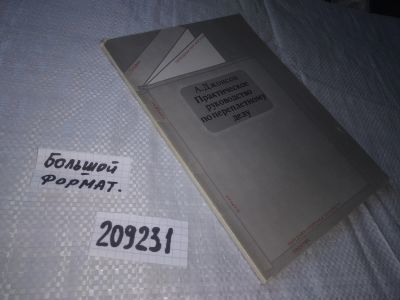 А. Джонсон
Практическое
руководство
по переплетному
делу
БОЛЬШОЙ
ФОРМАТ.
209231